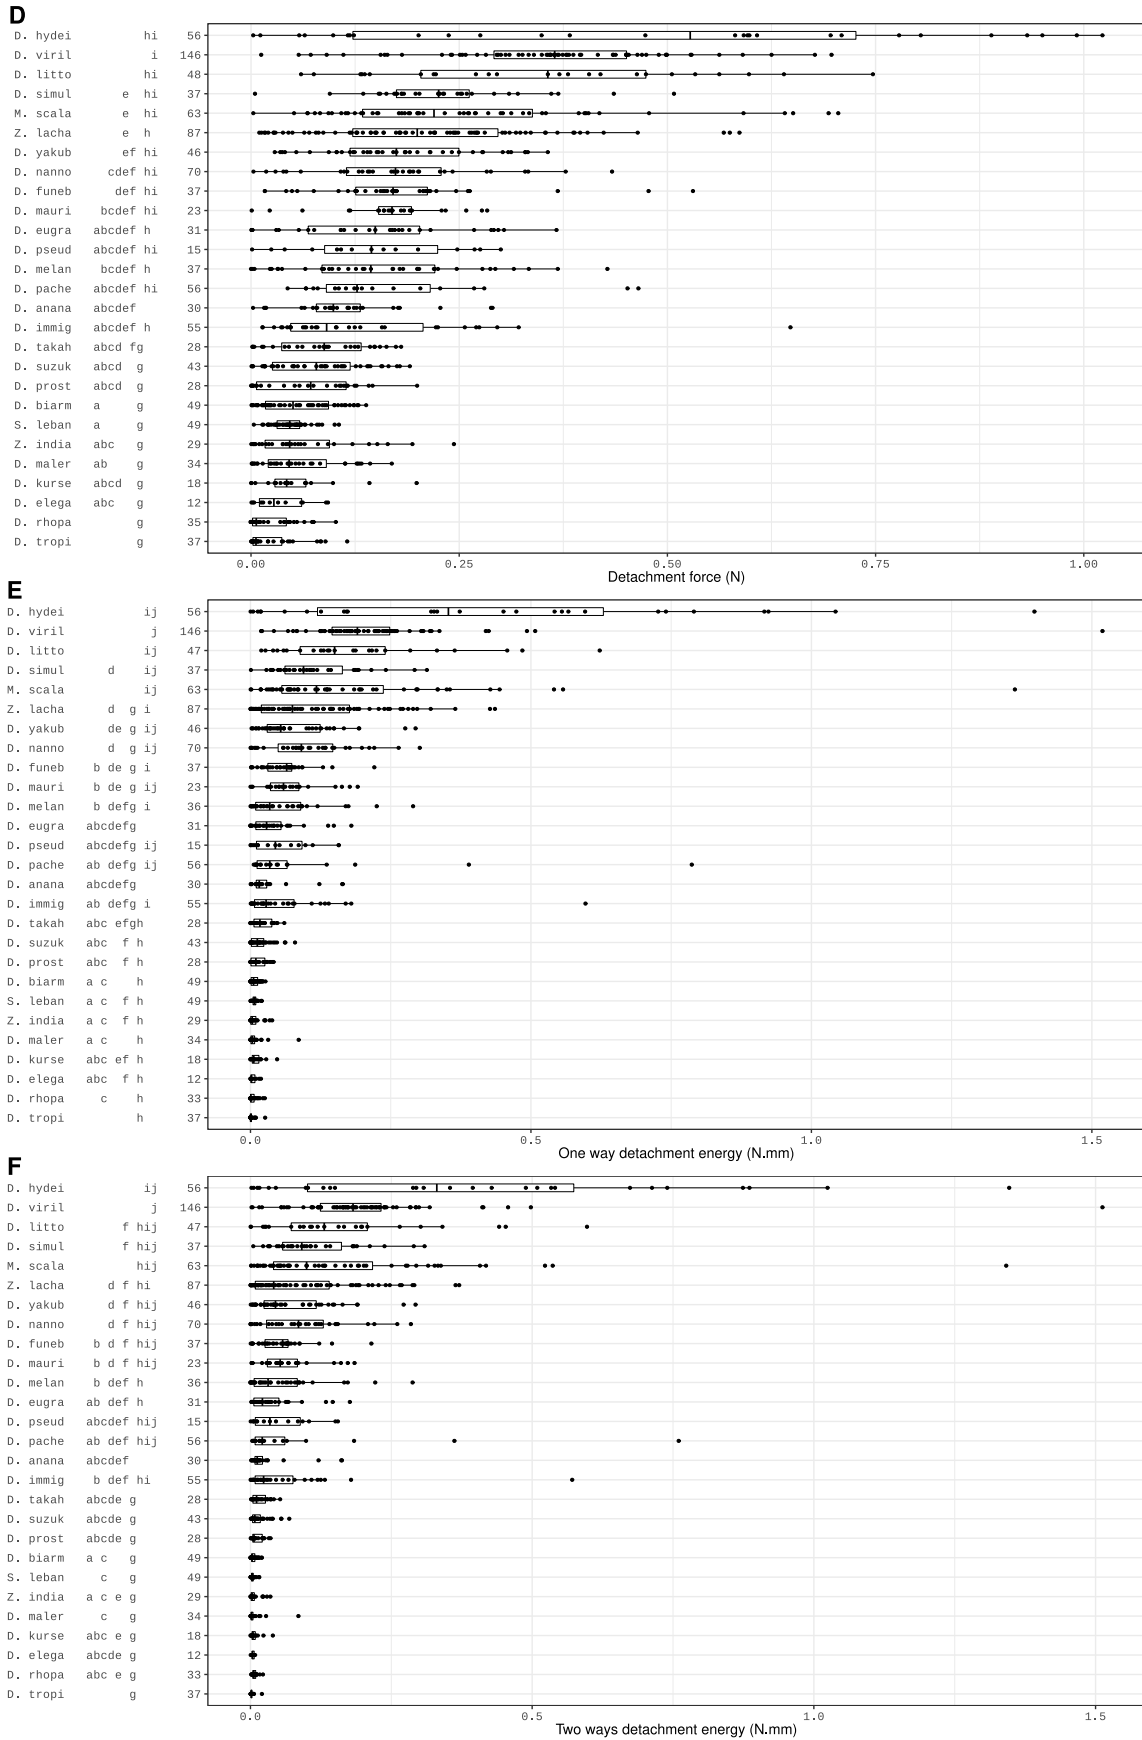 D
D. hydei hi 56
D. viril i 146
D. litto hi 48
D. simul e hi 37
M. scala e hi 63
Z. lacha e h 87
D. yakub ef hi 46
D. nanno cdef hi 70
D. funeb def hi 37
D. mauri bcdef hi 23
D. eugra abcdef h 31
D. pseud abcdef hi 15
D. melan bcdef h 37
D. pache abcdef hi 56
D. anana abcdef 30
D. immig abcdef h 55
D. takah abcd fg 28
D. suzuk abcd g 43
D. prost abcd g 28
D. biarm a g 49
S. leban a g 49
Z. india abc g 29
D. maler ab g 34
D. kurse abcd g 18
D. elega abc g 12
D. rhopa g 35
D. tropi g 37
0.00 0.25 0.50 0.75 1.00
Detachment force (N)
E
D. hydei ij 56
D. viril j 146
D. litto ij 47
D. simul d ij 37
M. scala ij 63
Z. lacha d g i 87
D. yakub de g ij 46
D. nanno d g ij 70
D. funeb b de g i 37
D. mauri b de g ij 23
D. melan b defg i 36
D. eugra abcdefg 31
D. pseud abcdefg ij 15
D. pache ab defg ij 56
D. anana abcdefg 30
D. immig ab defg i 55
D. takah abc efgh 28
D. suzuk abc f h 43
D. prost abc f h 28
D. biarm a c h 49
S. leban a c f h 49
Z. india a c f h 29
D. maler a c h 34
D. kurse abc ef h 18
D. elega abc f h 12
D. rhopa c h 33
D. tropi h 37
0.0 0.5 1.0 1.5
One way detachment energy (N.mm)
F
D. hydei ij 56
D. viril j 146
D. litto f hij 47
D. simul f hij 37
M. scala hij 63
Z. lacha d f hi 87
D. yakub d f hij 46
D. nanno d f hij 70
D. funeb b d f hij 37
D. mauri b d f hij 23
D. melan b def h 36
D. eugra ab def h 31
D. pseud abcdef hij 15
D. pache ab def hij 56
D. anana abcdef 30
D. immig b def hi 55
D. takah abcde g 28
D. suzuk abcde g 43
D. prost abcde g 28
D. biarm a c g 49
S. leban c g 49
Z. india a c e g 29
D. maler c g 34
D. kurse abc e g 18
D. elega abcde g 12
D. rhopa abc e g 33
D. tropi g 37
0.0 0.5 1.0 1.5
Two ways detachment energy (N.mm)